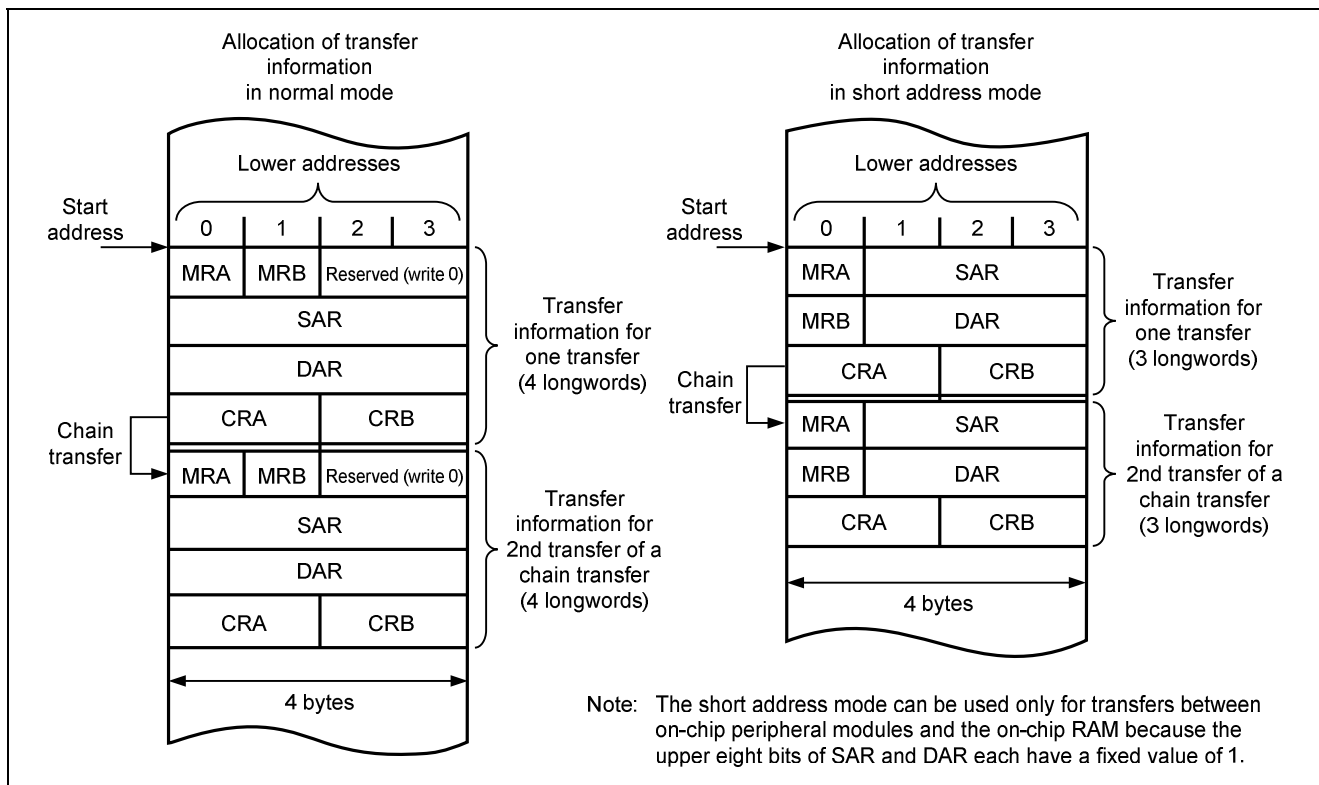 Allocation of transfer
information
in normal mode
Lower addresses
Start
address
0 1 2 3
MRA MRB Reserved (write 0)
SAR
DAR
CRA CRB
Transfer
information for
one transfer
(4 longwords)
Chain
transfer
MRA MRB Reserved (write 0)
SAR
DAR
CRA CRB
Transfer
information for
2nd transfer of a
chain transfer
(4 longwords)
4 bytes
Allocation of transfer
information
in short address mode
Lower addresses
Start
address
0 1 2 3
MRA SAR
MRB DAR
CRA CRB
Transfer
information for
one transfer
(3 longwords)
Chain
transfer
MRA SAR
MRB DAR
CRA CRB
Transfer
information for
2nd transfer of a
chain transfer
(3 longwords)
4 bytes
Note: The short address mode can be used only for transfers between
on-chip peripheral modules and the on-chip RAM because the
upper eight bits of SAR and DAR each have a fixed value of 1.